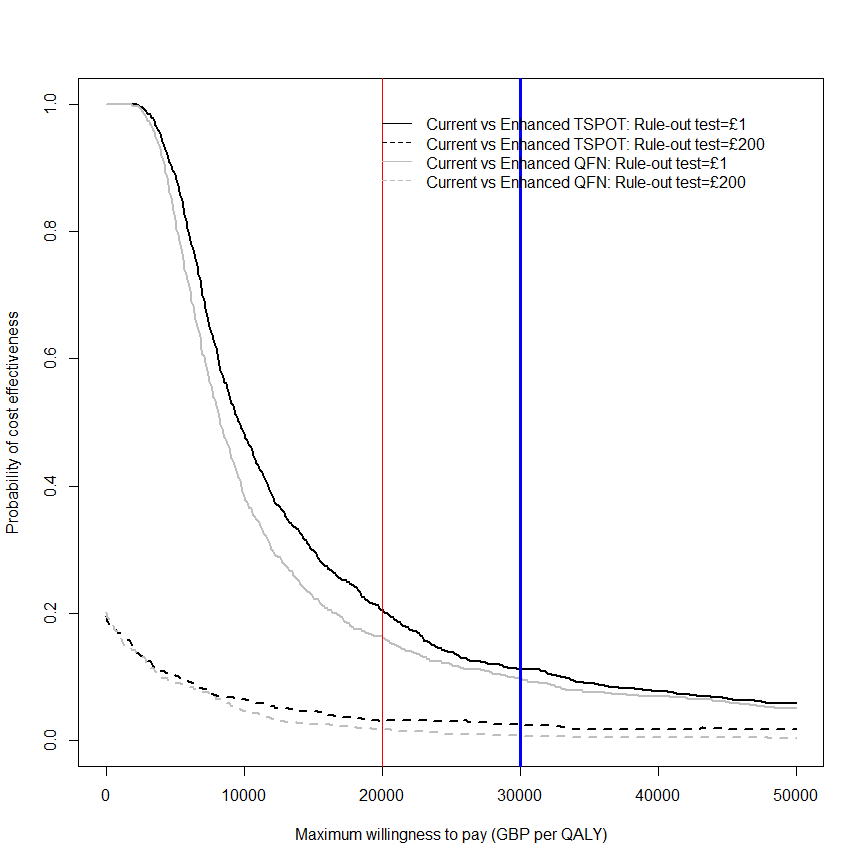 Current vs Enhanced TSPOT: Rule-out test=£1
Current vs Enhanced TSPOT: Rule-out test=£200
Current vs Enhanced QFN: Rule-out test=£1
Current vs Enhanced QFN: Rule-out test=£200
Probability of cost effectiveness
1.0
0.8
0.6
0.4
0.2
0.0
0 10000 20000 30000 40000 50000
Maximum willingness to pay (GBP per QALY)